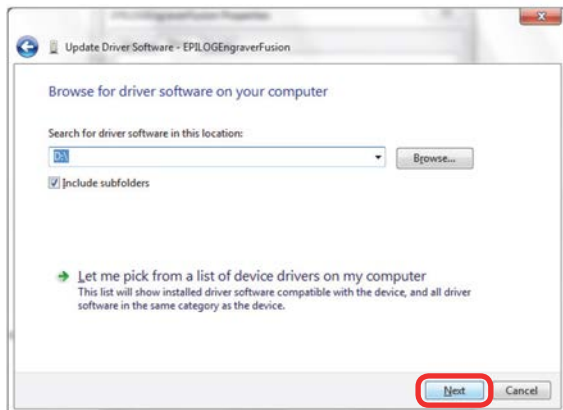 Update Driver Software - EPILOGEngraverFusion
Browse for driver software on your computer
Search for driver software in this location:
D:\
Browse...
Include subfolders
Let me pick from a list of device drivers on my computer
This list will show installed driver software compatible with the device, and all driver
software in the same category as the device.
Next
Cancel